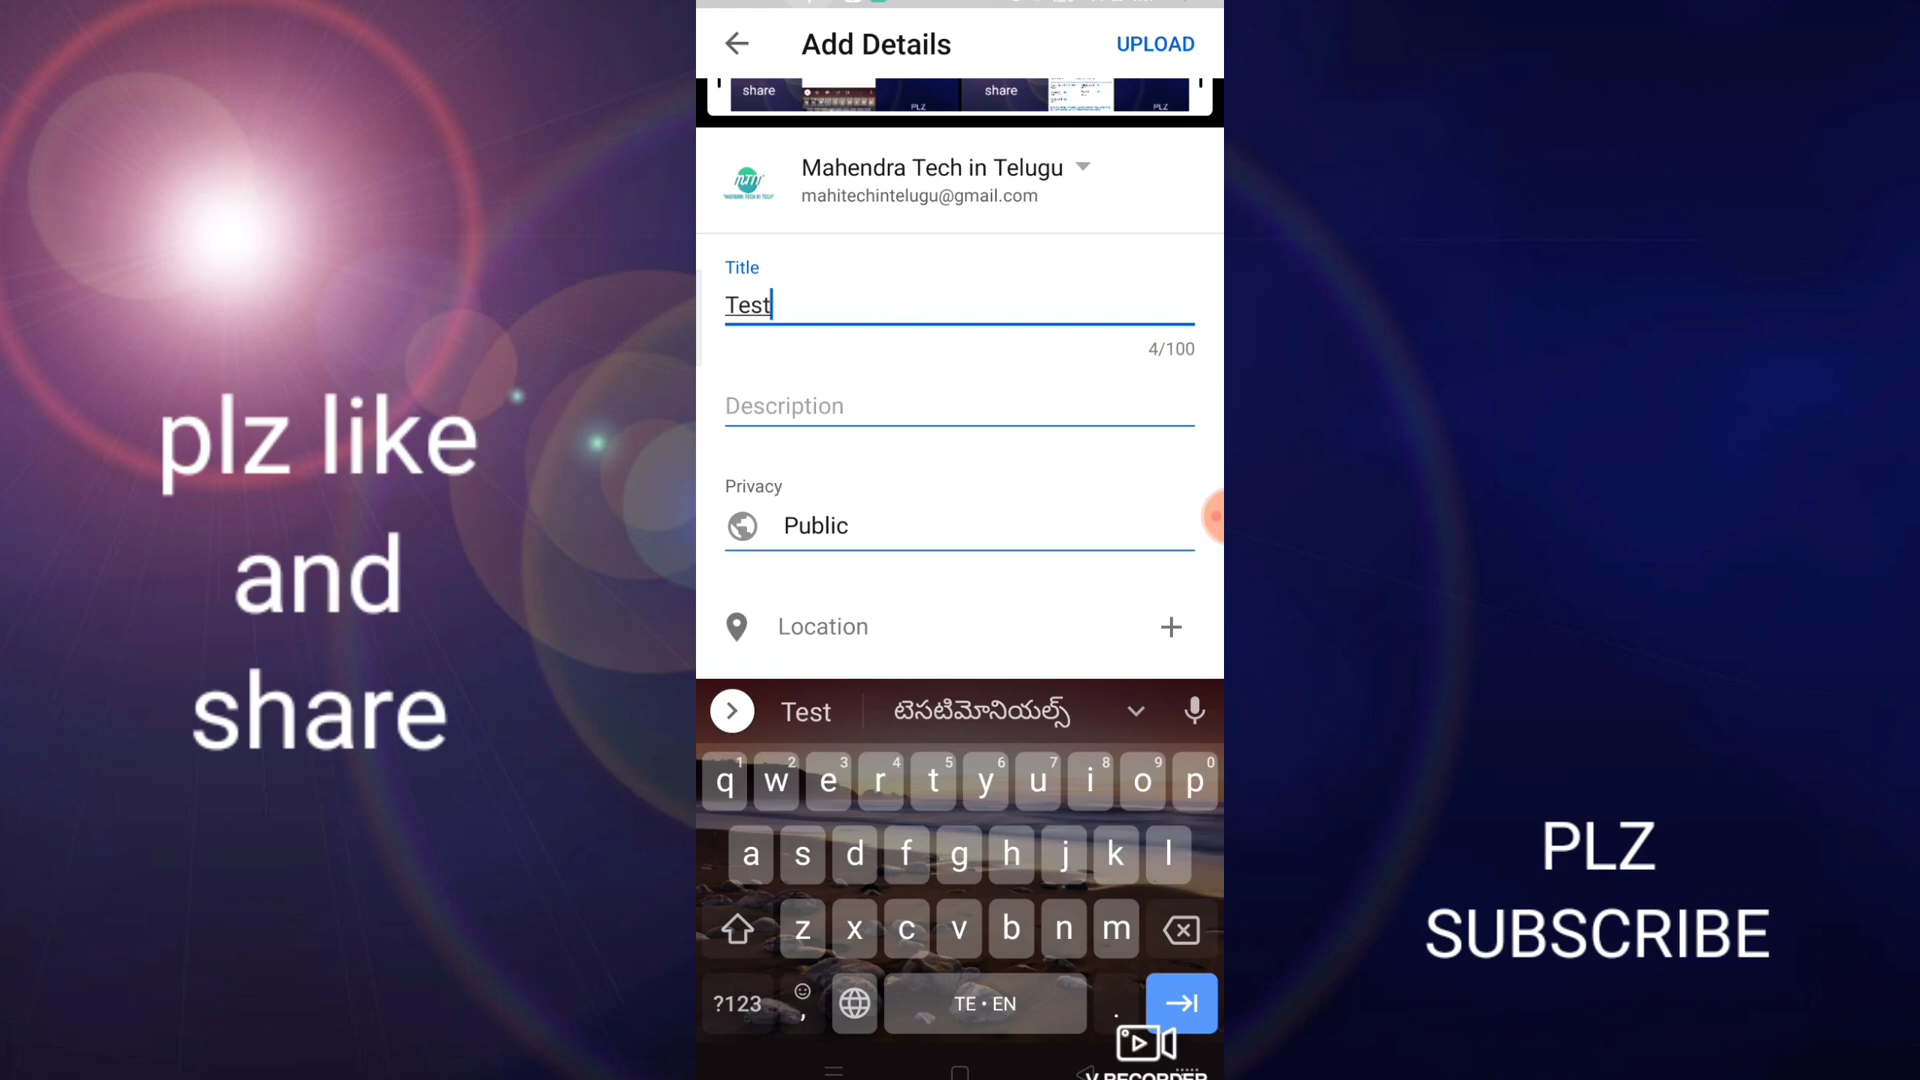 plz like
and
share
Add Details
UPLOAD
share
PLZ
share
PLZ
Mahendra Tech in Telugu
mahitechintelugu@gmail.com
Title
Test
4/100
Description
Privacy
Public
Location
Test
టెసటిమోనియల్స్
1 2 3 4 5 6 7 8 9 0
q w e r t y u i o p
a s d f g h j k l
z x c v b n m
?123 , TE • EN .
V RECORDER
PLZ
SUBSCRIBE